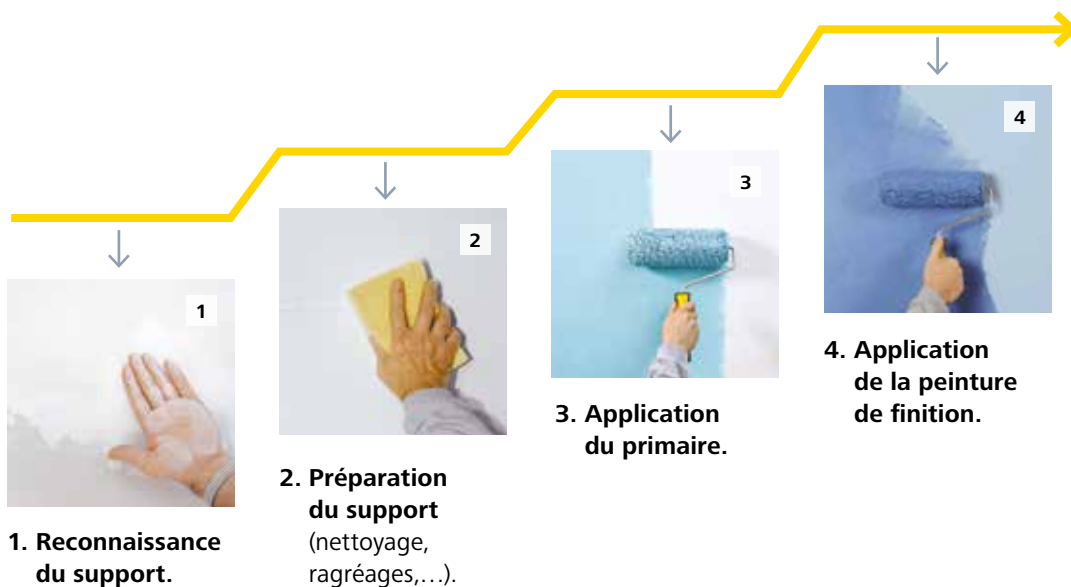 1
1. Reconnaissance
du support.
2
2. Préparation
du support
(nettoyage,
ragréages,...).
3
3. Application
du primaire.
4
4. Application
de la peinture
de finition.